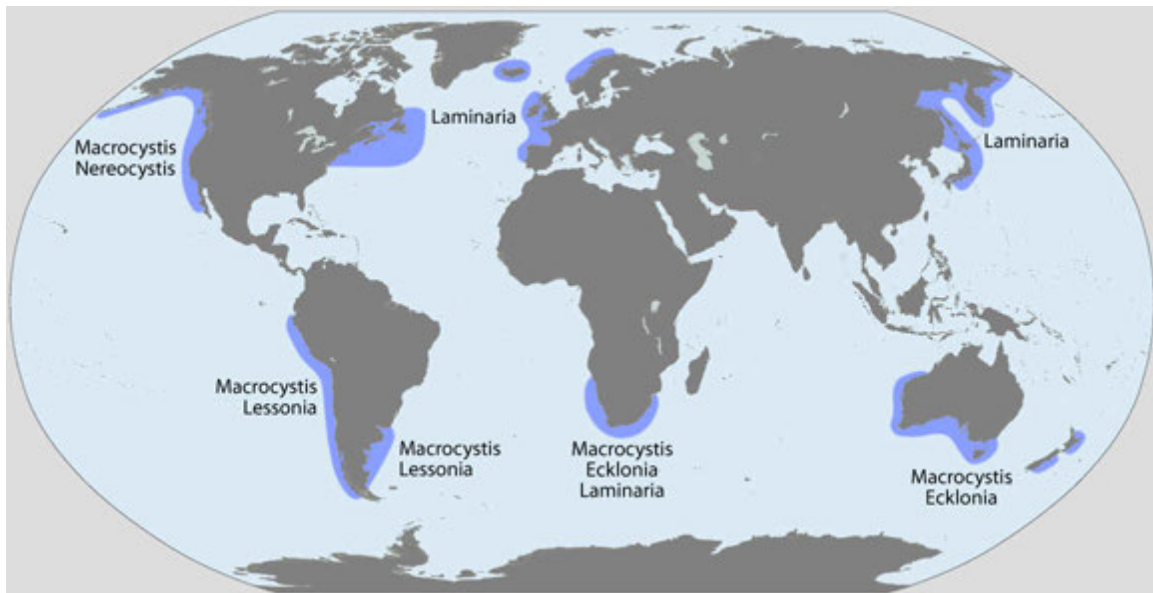 Laminaria
Macrocystis
Nereocystis
Laminaria
Macrocystis
Lessonia
Macrocystis
Lessonia
Macrocystis
Ecklonia
Laminaria
Macrocystis
Ecklonia